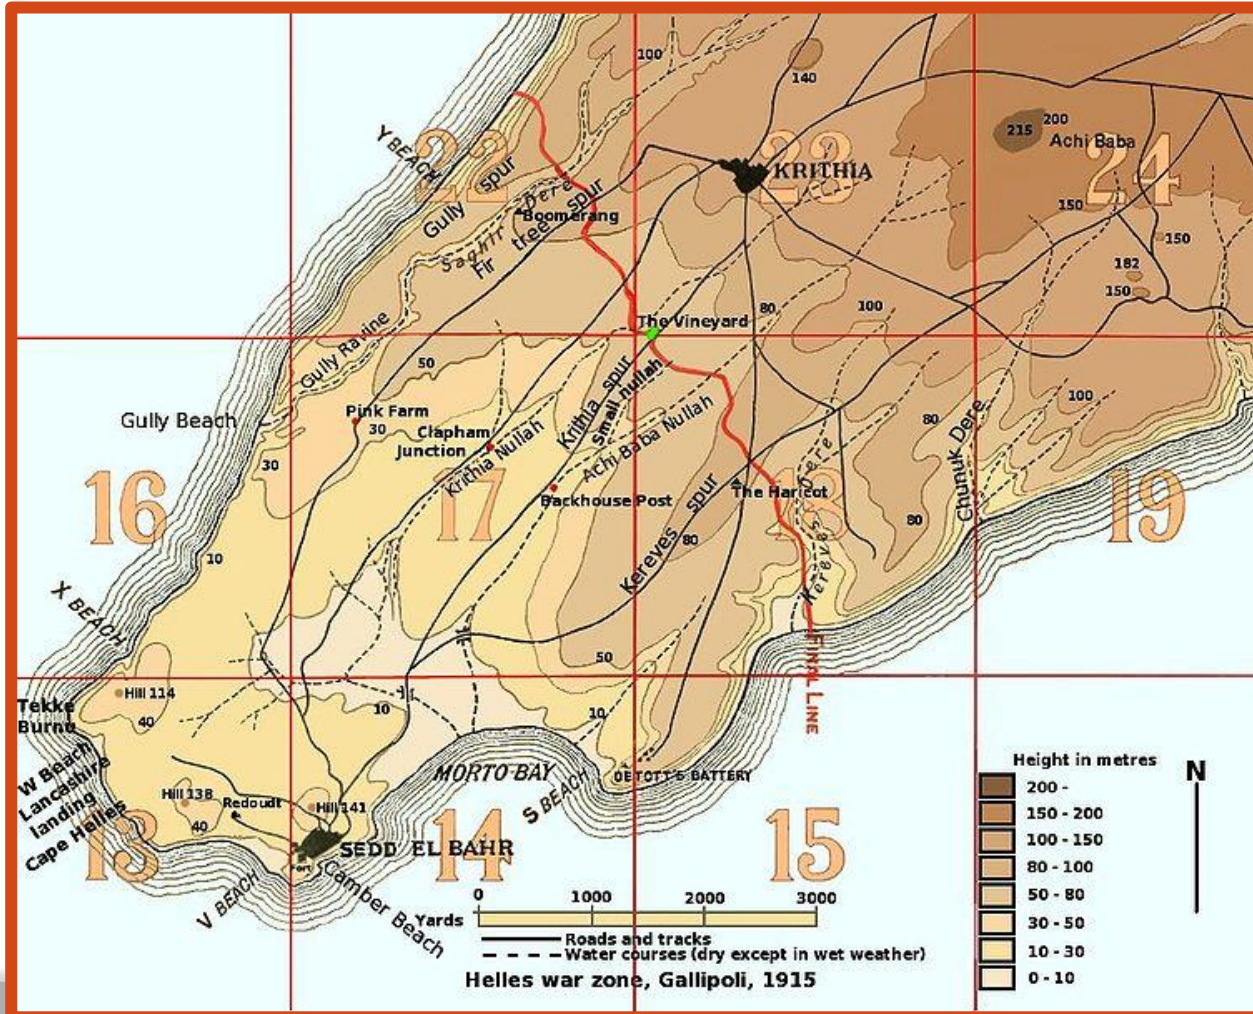 100
140
200
215
Achi Baba
Y BEACH
22
23
24
KRITHIA
Gully spur
Saghir Dere
Boomerang
Fir tree spur
150
150
182
150
The Vineyard
80
100
Gully Ravine
50
Gully Beach
Pink Farm
30
Clapham
Junction
Krithia Nullah
Krithia spur
Small nullah
Achi Baba Nullah
80
100
30
16
17
18
19
Backhouse Post
The Haricot
Kereves spur
80
Kereves Dere
80
Chunuk Dere
10
X BEACH
50
FINAL LINE
Hill 114
40
10
10
Tekke
Burnu
W Beach
Lancashire
landing
Cape Helles
MORTO BAY
S BEACH
DE TOTT'S BATTERY
Hill 138
40
Redoudt
Hill 141
13
14
15
SEDD EL BAHR
Fort
V BEACH
Camber Beach
0 1000 2000 3000
Yards
Roads and tracks
Water courses (dry except in wet weather)
Helles war zone, Gallipoli, 1915
Height in metres
200 -
150 - 200
100 - 150
80 - 100
50 - 80
30 - 50
10 - 30
0 - 10
N